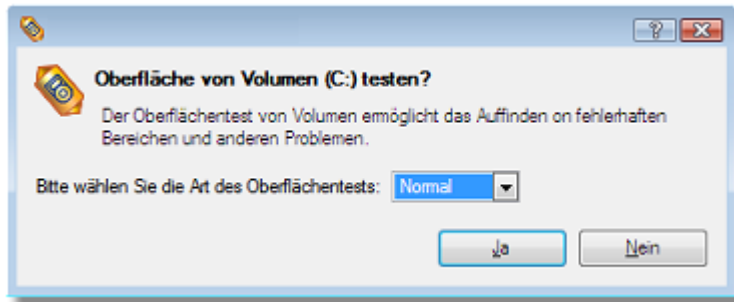 Oberfläche von Volumen (C:) testen?
Der Oberflächentest von Volumen ermöglicht das Auffinden on fehlerhaften
Bereichen und anderen Problemen.
Bitte wählen Sie die Art des Oberflächentests: Normal
Ja Nein